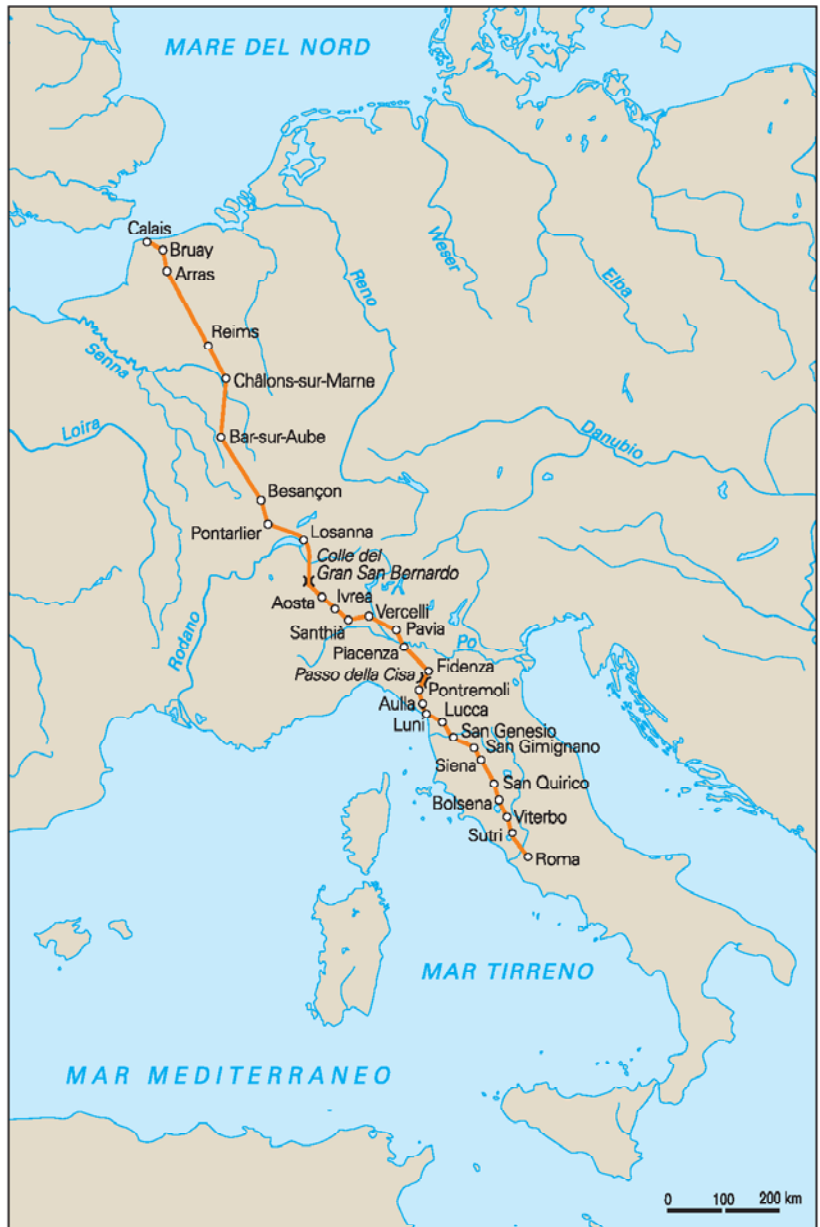 MARE DEL NORD
Calais
Bruay
Arras
Weser
Reno
Elba
Reims
Senna
Châlons-sur-Marne
Loira
Bar-sur-Aube
Danubio
Besançon
Pontarlier
Losanna
Colle del
Gran San Bernardo
Aosta
Ivrea
Rodano
Santhià
Vercelli
Pavia
Po
Piacenza
Fidenza
Passo della Cisa
Pontremoli
Aulla
Luni
Lucca
San Genesio
San Gimignano
Siena
San Quirico
Bolsena
Viterbo
Sutri
Roma
MAR TIRRENO
MAR MEDITERRANEO
0 100 200 km